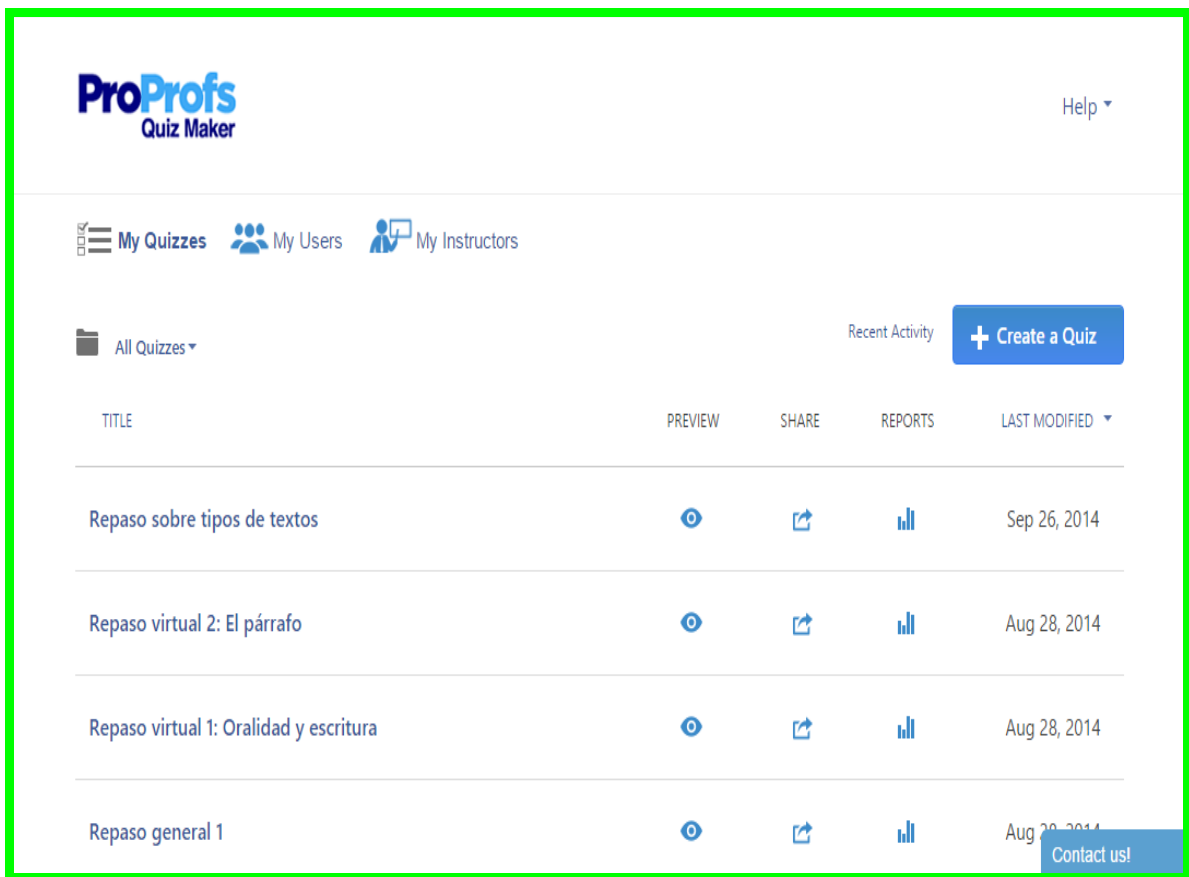 ProProfs
Quiz Maker
Help
My Quizzes My Users My Instructors
All Quizzes Recent Activity Create a Quiz
TITLE PREVIEW SHARE REPORTS LAST MODIFIED
Repaso sobre tipos de textos Sep 26, 2014
Repaso virtual 2: El párrafo Aug 28, 2014
Repaso virtual 1: Oralidad y escritura Aug 28, 2014
Repaso general 1 Aug
Contact us!